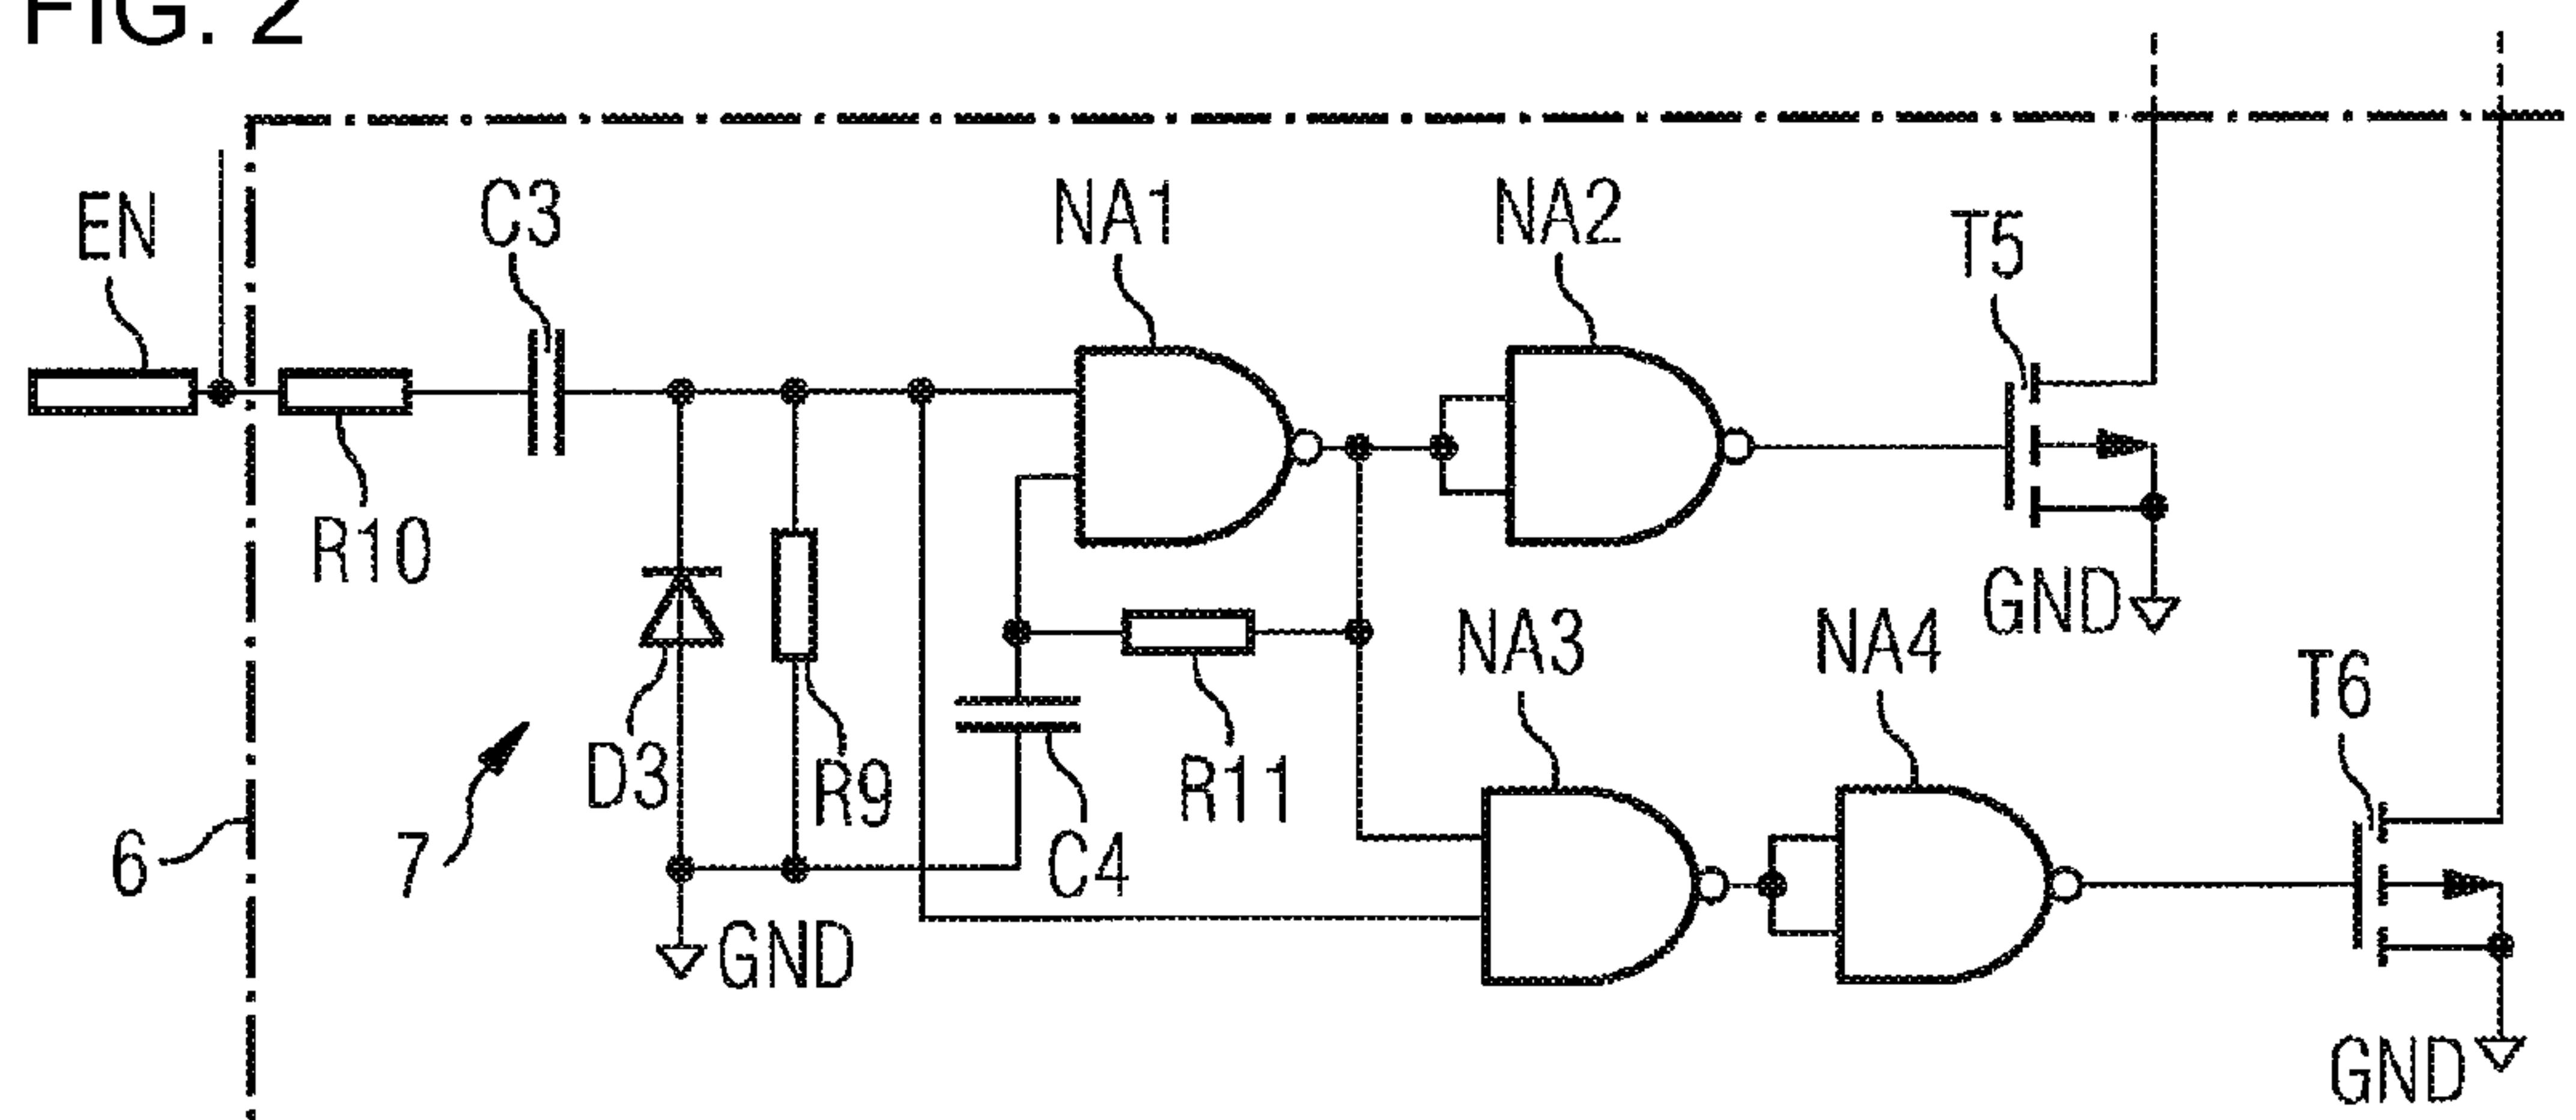 FIG. 2
EN
C3
NA1
NA2
T5
R10
GND
NA3
NA4
T6
D3
R9
R11
6
7
C4
GND
GND